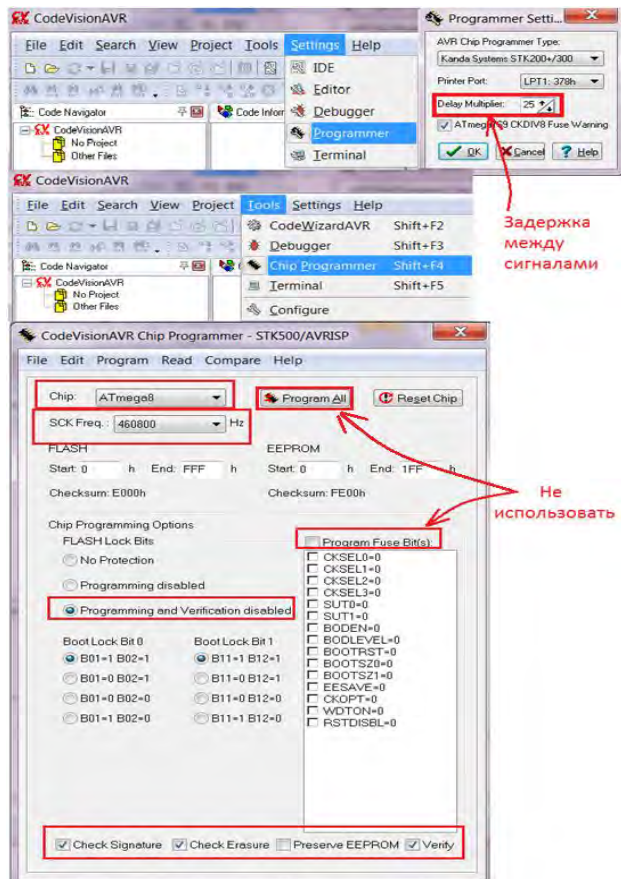 CodeVisionAVR
File Edit Search View Project Tools Settings Help
IDE
Editor
Code Navigator
Code Inforr
Debugger
CodeVisionAVR
No Project
Other Files
Programmer
Terminal
Programmer Setti...
AVR Chip Programmer Type:
Kanda Systems STK200+/300
Printer Port: LPT1: 378h
Delay Multiplier: 25
ATmega169 CKDIV8 Fuse Warning
OK Cancel Help
Задержка
между
сигналами
CodeVisionAVR
File Edit Search View Project Tools Settings Help
CodeWizardAVR Shift+F2
Debugger Shift+F3
Code Navigator
Chip Programmer Shift+F4
CodeVisionAVR
No Project
Other Files
Terminal Shift+F5
Configure
CodeVisionAVR Chip Programmer - STK500/AVRISP
File Edit Program Read Compare Help
Chip: ATmega8 Program All Reset Chip
SCK Freq.: 460800 Hz
FLASH EEPROM
Start: 0 h End: FFF h Start: 0 h End: 1FF h
Checksum: E000h Checksum: FE00h
Не
использовать
Chip Programming Options
FLASH Lock Bits
No Protection
Programming disabled
Programming and Verification disabled
Boot Lock Bit 0 Boot Lock Bit 1
B01=1 B02=1 B11=1 B12=1
B01=0 B02=1 B11=0 B12=1
B01=0 B02=0 B11=0 B12=0
B01=1 B02=0 B11=1 B12=0
Program Fuse Bit(s):
CKSEL0=0
CKSEL1=0
CKSEL2=0
CKSEL3=0
SUT0=0
SUT1=0
BODEN=0
BODLEVEL=0
BOOTRST=0
BOOTSZ0=0
BOOTSZ1=0
EESAVE=0
CKOPT=0
WDTON=0
RSTDISBL=0
Check Signature Check Erasure Preserve EEPROM Verify